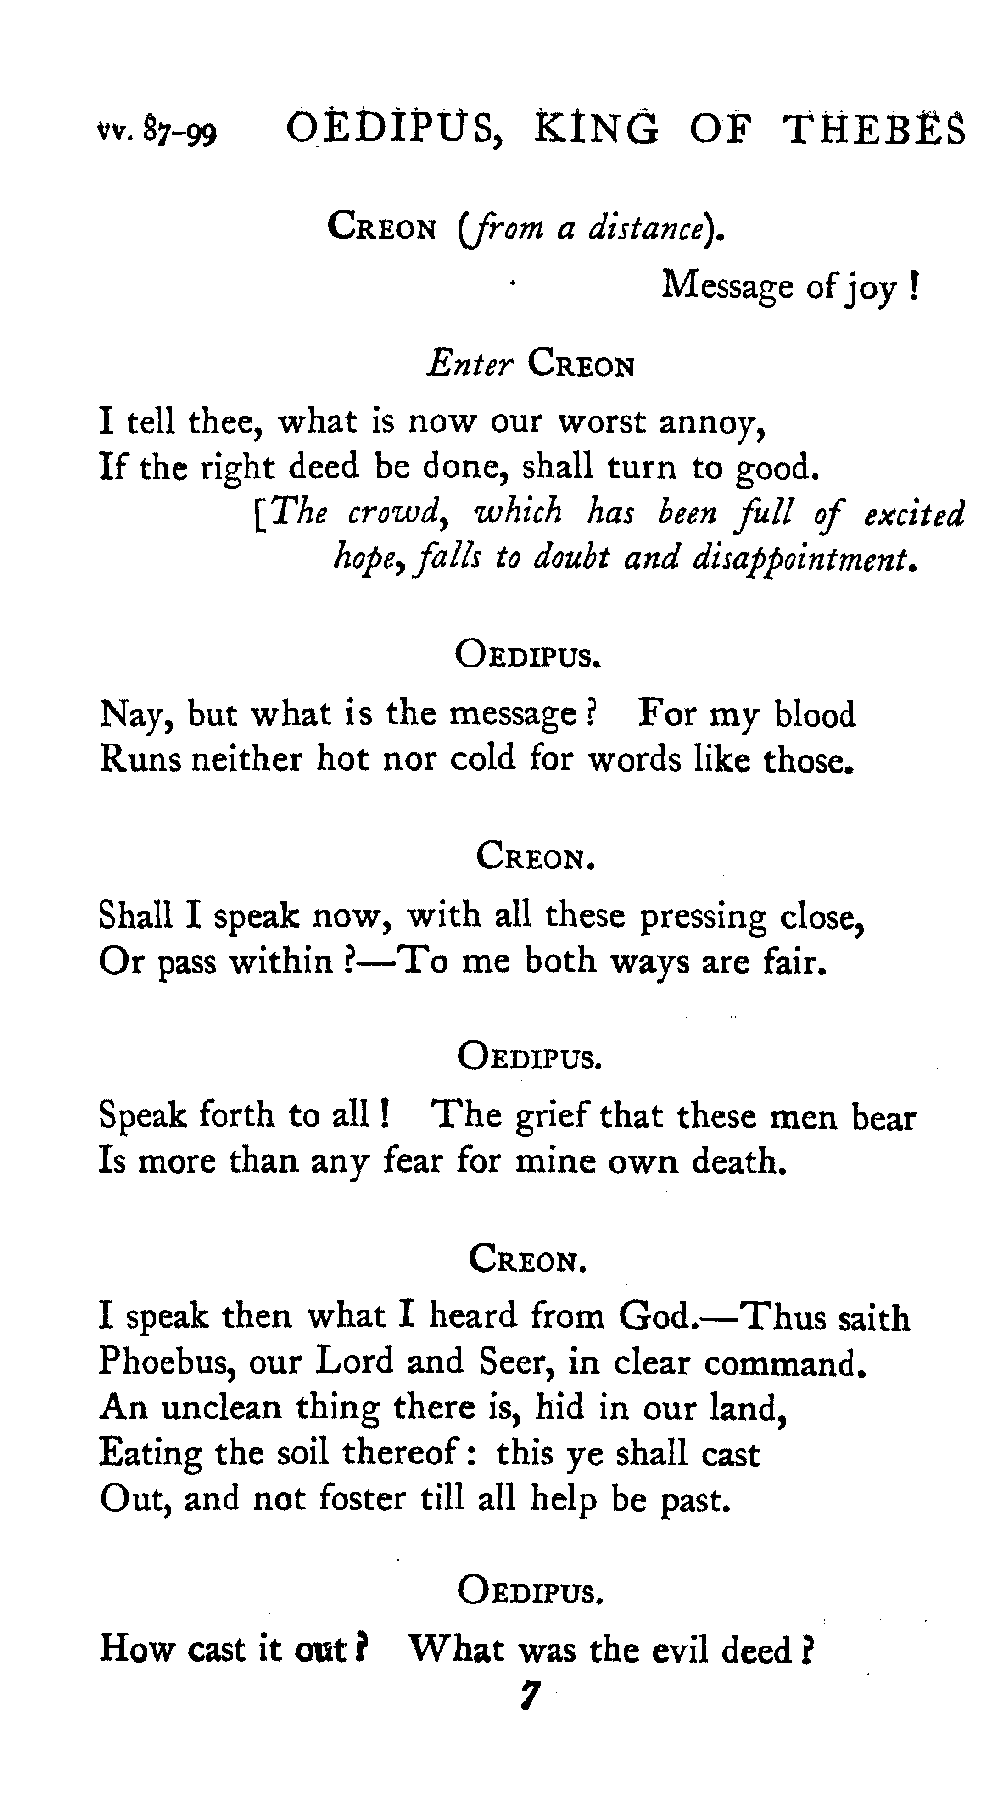 vv. 87–99 OEDIPUS, KING OF THEBES
CREON (from a distance).
Message of joy !
Enter CREON
I tell thee, what is now our worst annoy,
If the right deed be done, shall turn to good.
[The crowd, which has been full of excited
hope, falls to doubt and disappointment.
OEDIPUS.
Nay, but what is the message ? For my blood
Runs neither hot nor cold for words like those.
CREON.
Shall I speak now, with all these pressing close,
Or pass within ?—To me both ways are fair.
OEDIPUS.
Speak forth to all ! The grief that these men bear
Is more than any fear for mine own death.
CREON.
I speak then what I heard from God.—Thus saith
Phoebus, our Lord and Seer, in clear command.
An unclean thing there is, hid in our land,
Eating the soil thereof : this ye shall cast
Out, and not foster till all help be past.
OEDIPUS.
How cast it out ? What was the evil deed ?
7